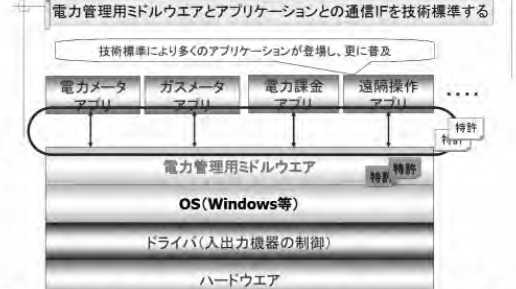 電力管理用ミドルウエアとアプリケーションとの通信IFを技術標準する
技術標準により多くのアプリケーションが登場し、更に普及
電力メータ ガスメータ 電力課金 遠隔操作 ････
アプリ アプリ アプリ アプリ
特許
特許
電力管理用ミドルウエア
特許 特許
OS(Windows等)
ドライバ(入出力機器の制御)
ハードウエア